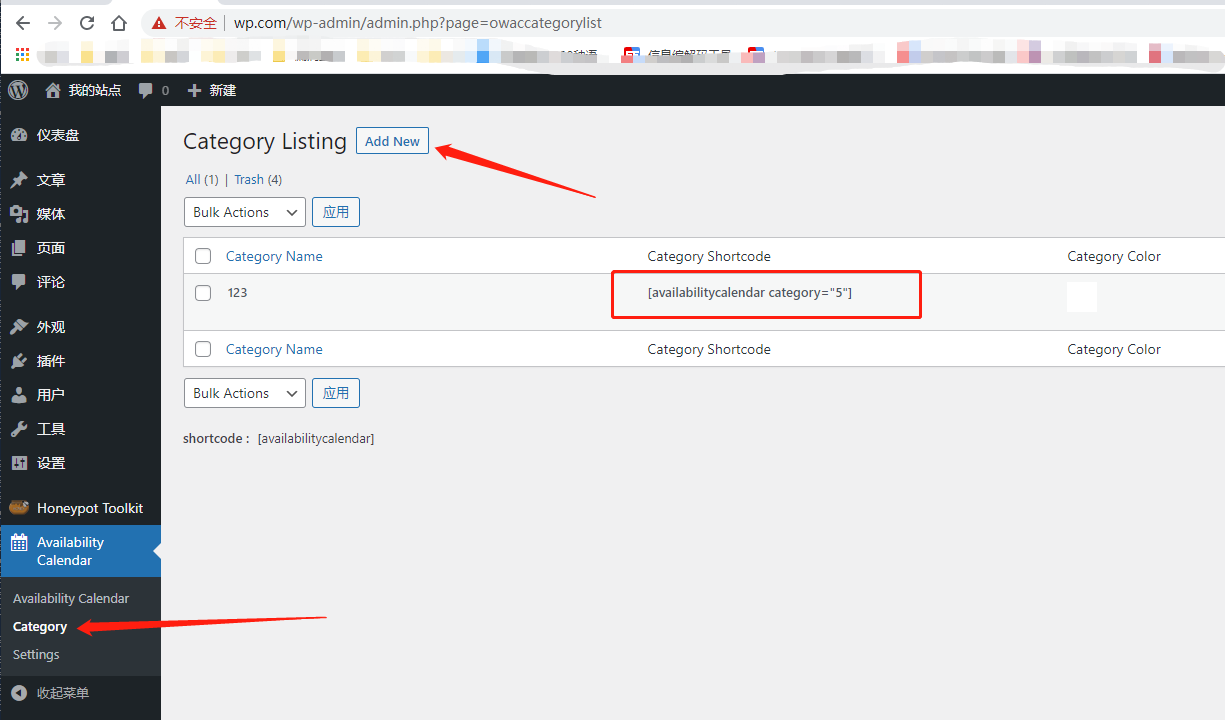 不安全 wp.com/wp-admin/admin.php?page=owaccategorylist
我的站点 0 新建
仪表盘
文章
媒体
页面
评论
外观
插件
用户
工具
设置
Honeypot Toolkit
Availability
Calendar
Availability Calendar
Category
Settings
收起菜单
Category Listing Add New
All (1) | Trash (4)
Bulk Actions 应用
Category Name Category Shortcode Category Color
123 [availabilitycalendar category="5"]
Category Name Category Shortcode Category Color
Bulk Actions 应用
shortcode : [availabilitycalendar]